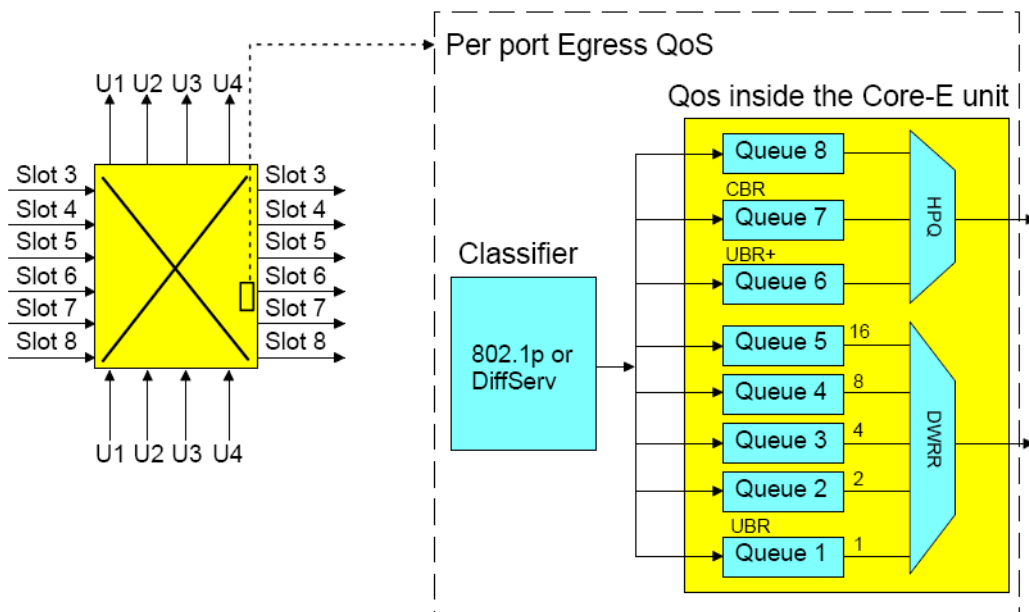 Per port Egress QoS
U1 U2 U3 U4
Qos inside the Core-E unit
Slot 3
Slot 4
Slot 5
Slot 6
Slot 7
Slot 8
Slot 3
Slot 4
Slot 5
Slot 6
Slot 7
Slot 8
U1 U2 U3 U4
Classifier
802.1p or
DiffServ
Queue 8
CBR
Queue 7
UBR+
Queue 6
HPQ
Queue 5 16
Queue 4 8
Queue 3 4
Queue 2 2
UBR
Queue 1 1
DWRR